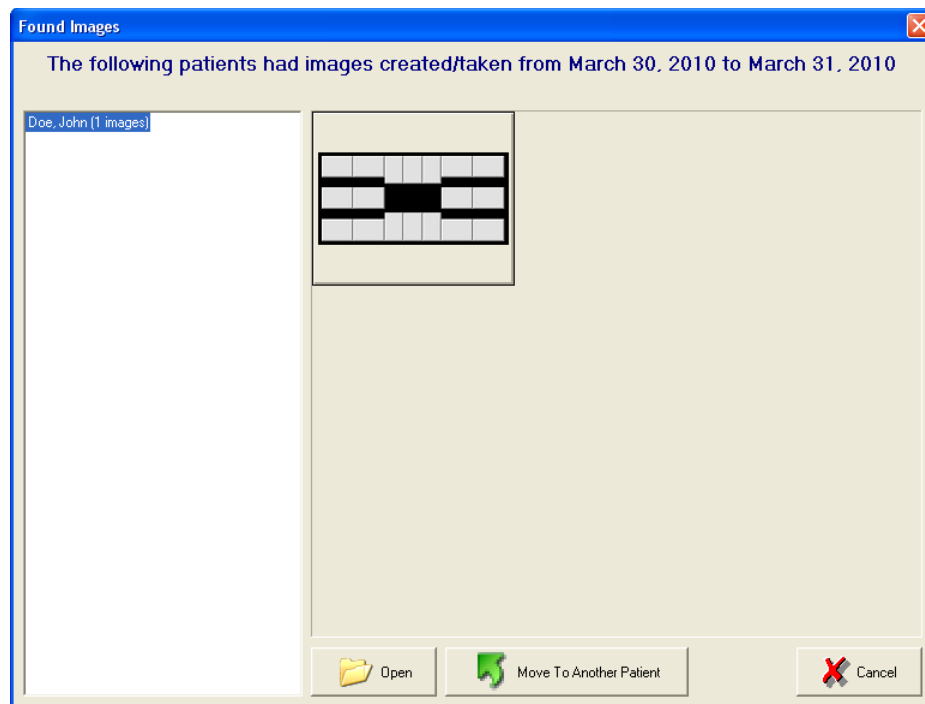 Found Images
The following patients had images created/taken from March 30, 2010 to March 31, 2010
Doe, John (1 images)
Open
Move To Another Patient
Cancel